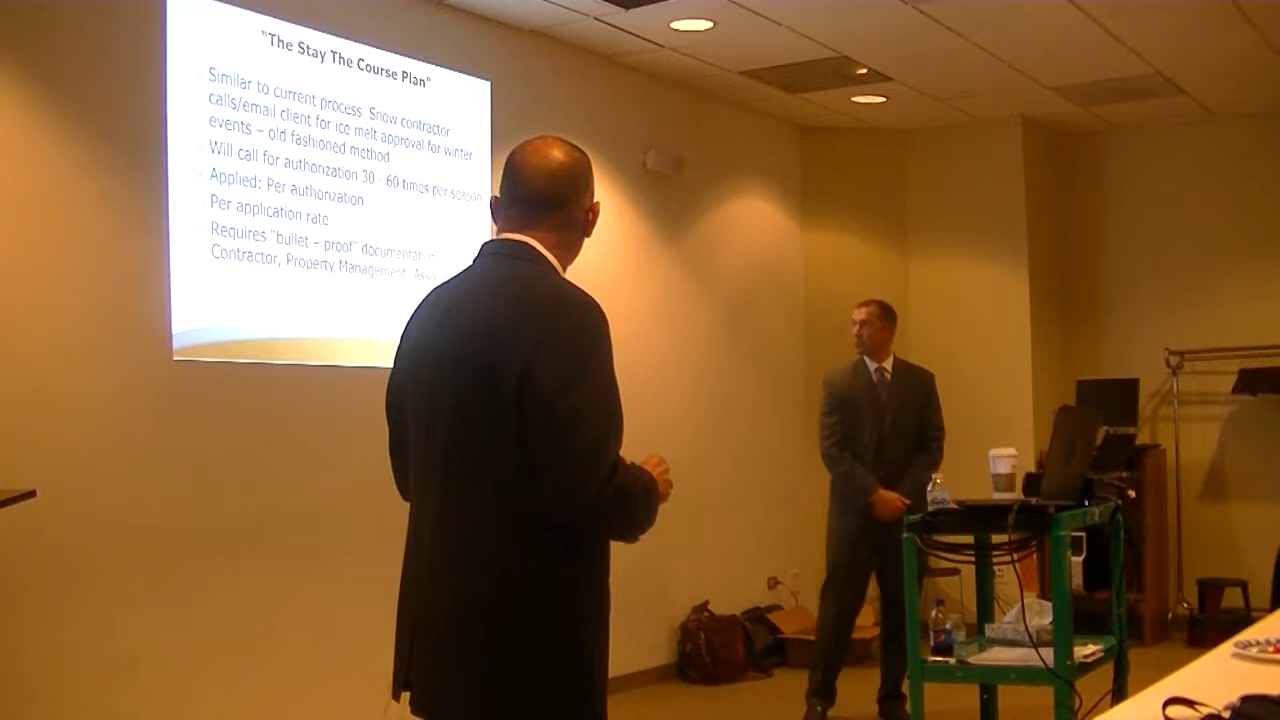 "The Stay The Course Plan"
Similar to current process. Snow contractor
calls/email client for ice melt approval for winter
events – old fashioned method
Will call for authorization 30 - 60 times per season
Applied: Per authorization
Per application rate
Requires "bullet – proof" documentation
Contractor, Property Management,